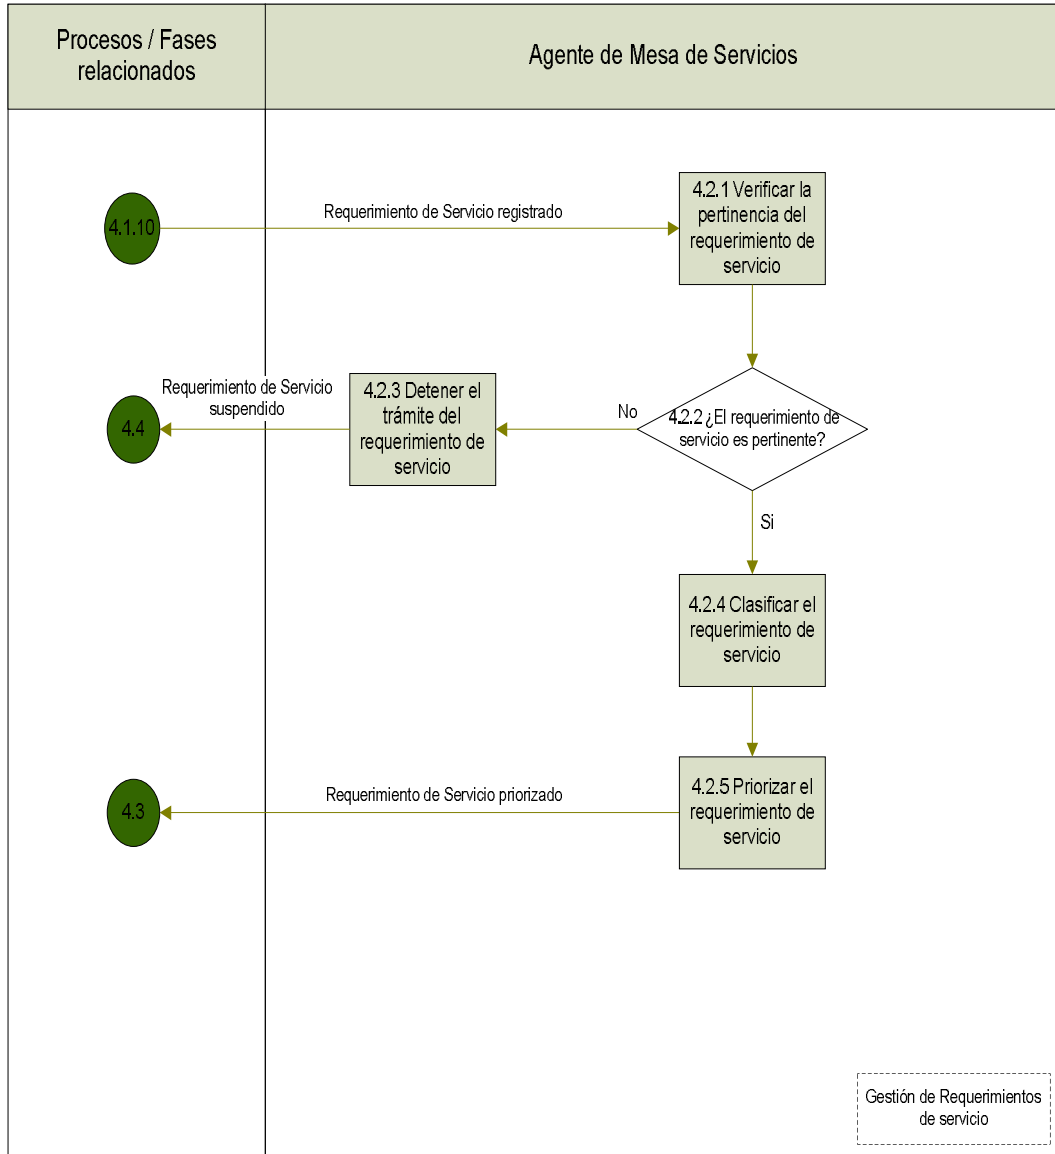 Procesos / Fases
relacionados
Agente de Mesa de Servicios
4.1.10
Requerimiento de Servicio registrado
4.2.1 Verificar la
pertinencia del
requerimiento de
servicio
4.4
Requerimiento de Servicio
suspendido
4.2.3 Detener el
trámite del
requerimiento de
servicio
No
4.2.2 ¿El requerimiento de
servicio es pertinente?
Si
4.2.4 Clasificar el
requerimiento de
servicio
4.3
Requerimiento de Servicio priorizado
4.2.5 Priorizar el
requerimiento de
servicio
Gestión de Requerimientos
de servicio